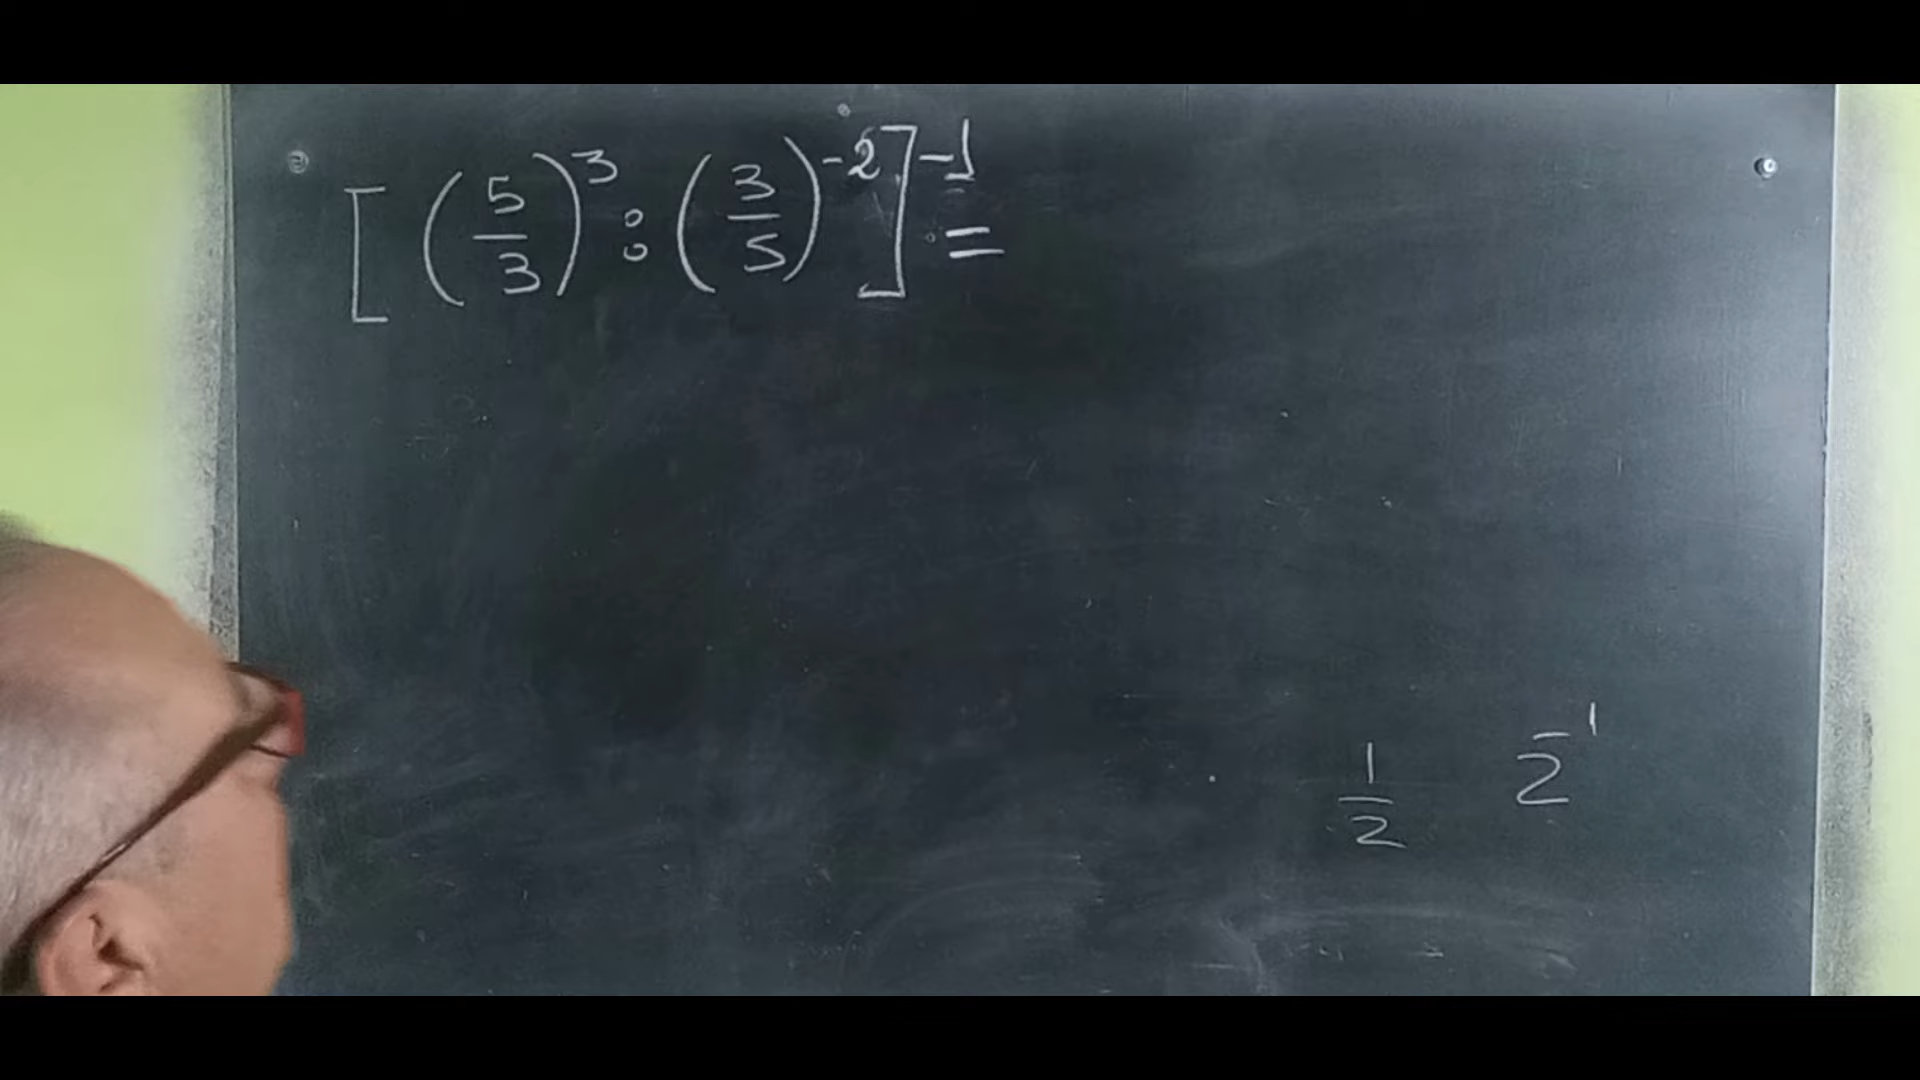 [(5/3)³ : (3/5)⁻²]⁻¹ =
1/2 2⁻¹